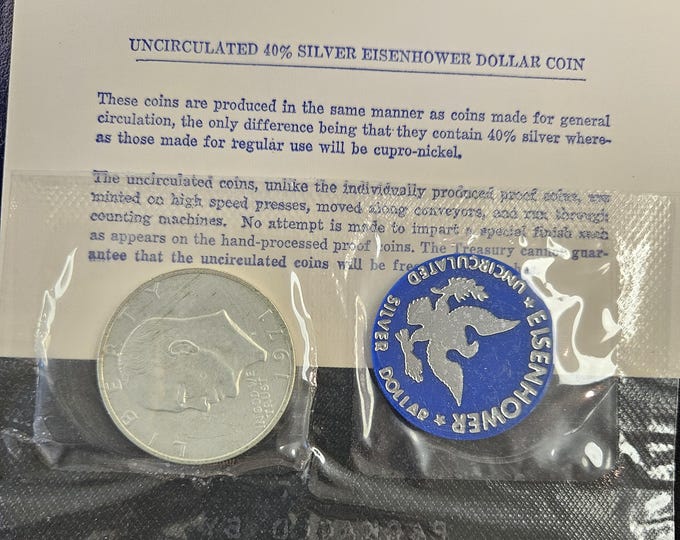 UNCIRCULATED 40% SILVER EISENHOWER DOLLAR COIN
These coins are produced in the same manner as coins made for general
circulation, the only difference being that they contain 40% silver where-
as those made for regular use will be cupro-nickel.
The uncirculated coins, unlike the individually produced proof coins, are
minted on high speed presses, moved along conveyors, and run through
counting machines. No attempt is made to impart a special finish such
as appears on the hand-processed proof coins. The Treasury cannot guar-
antee that the uncirculated coins will be free
LIBERTY
IN GOD WE
TRUST
1971
EISENHOWER
UNCIRCULATED
SILVER DOLLAR